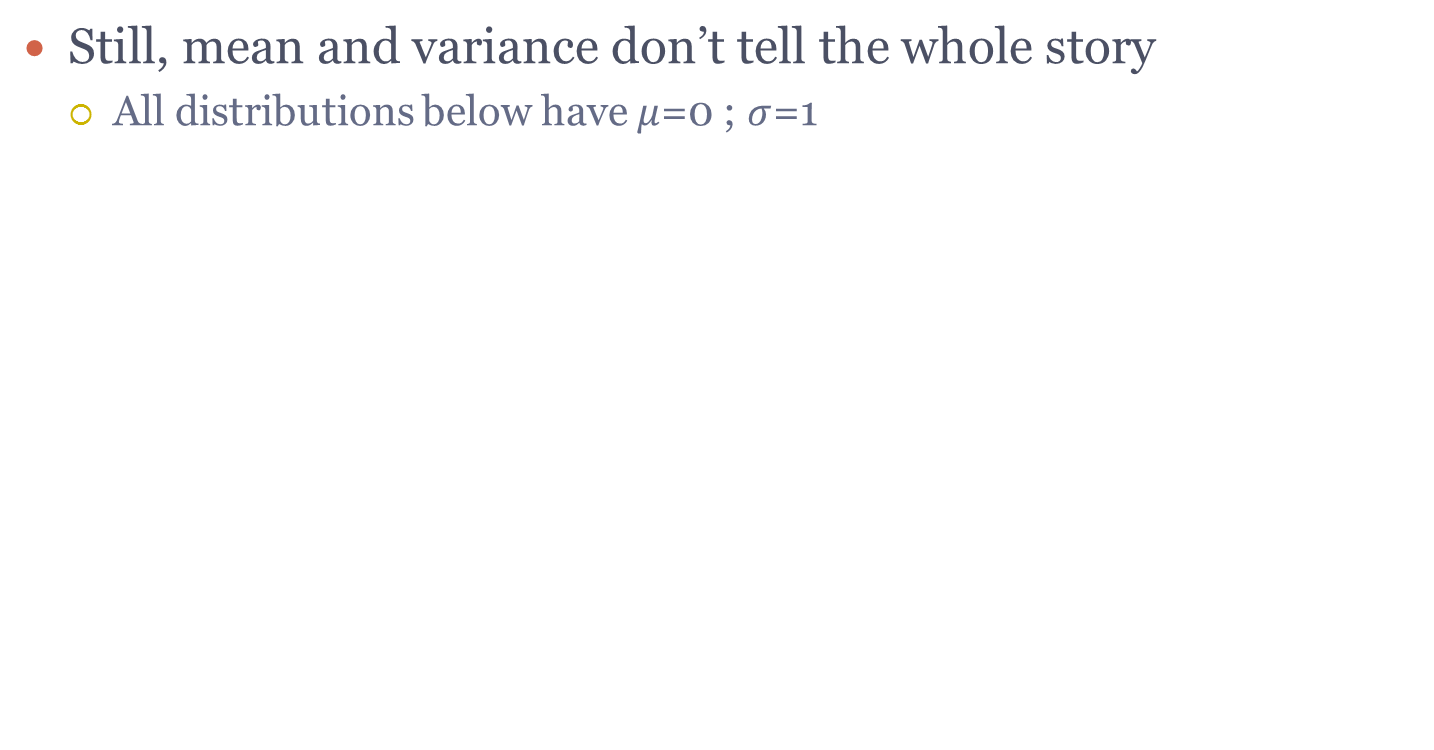 • Still, mean and variance don’t tell the whole story
○ All distributions below have μ=0 ; σ=1